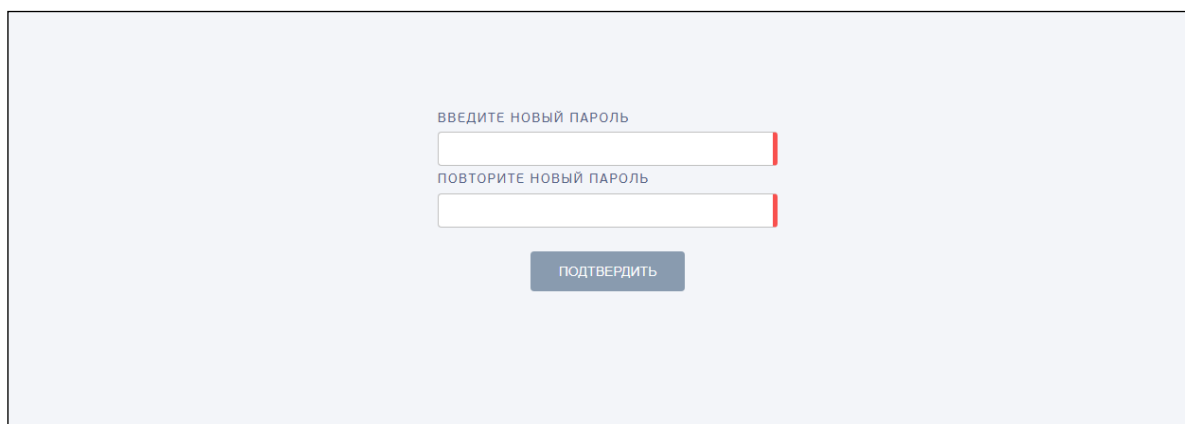 ВВЕДИТЕ НОВЫЙ ПАРОЛЬ
ПОВТОРИТЕ НОВЫЙ ПАРОЛЬ
ПОДТВЕРДИТЬ